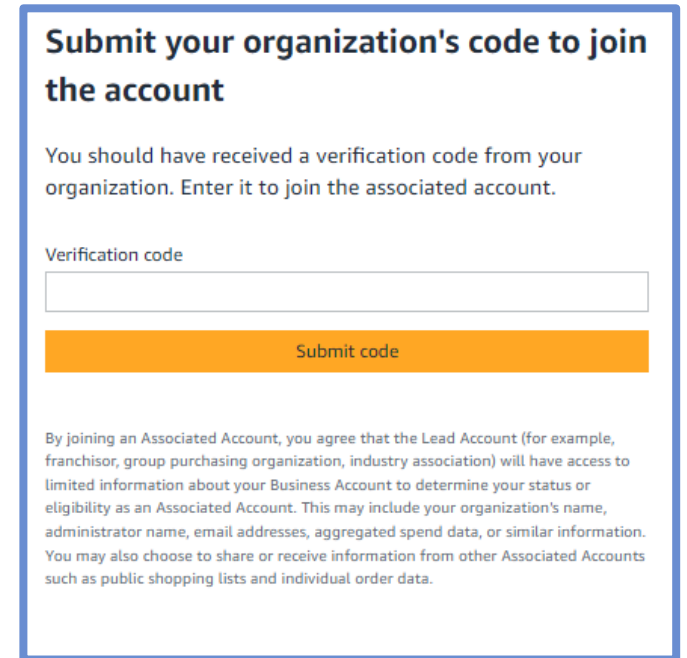 Submit your organization's code to join
the account
You should have received a verification code from your
organization. Enter it to join the associated account.
Verification code
Submit code
By joining an Associated Account, you agree that the Lead Account (for example,
franchisor, group purchasing organization, industry association) will have access to
limited information about your Business Account to determine your status or
eligibility as an Associated Account. This may include your organization's name,
administrator name, email addresses, aggregated spend data, or similar information.
You may also choose to share or receive information from other Associated Accounts
such as public shopping lists and individual order data.